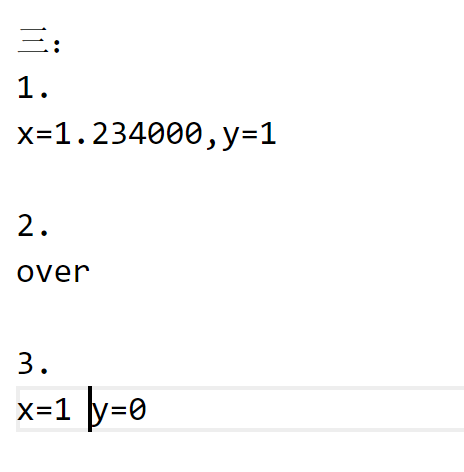 三：
1.
x=1.234000,y=1
2.
over
3.
x=1 y=0